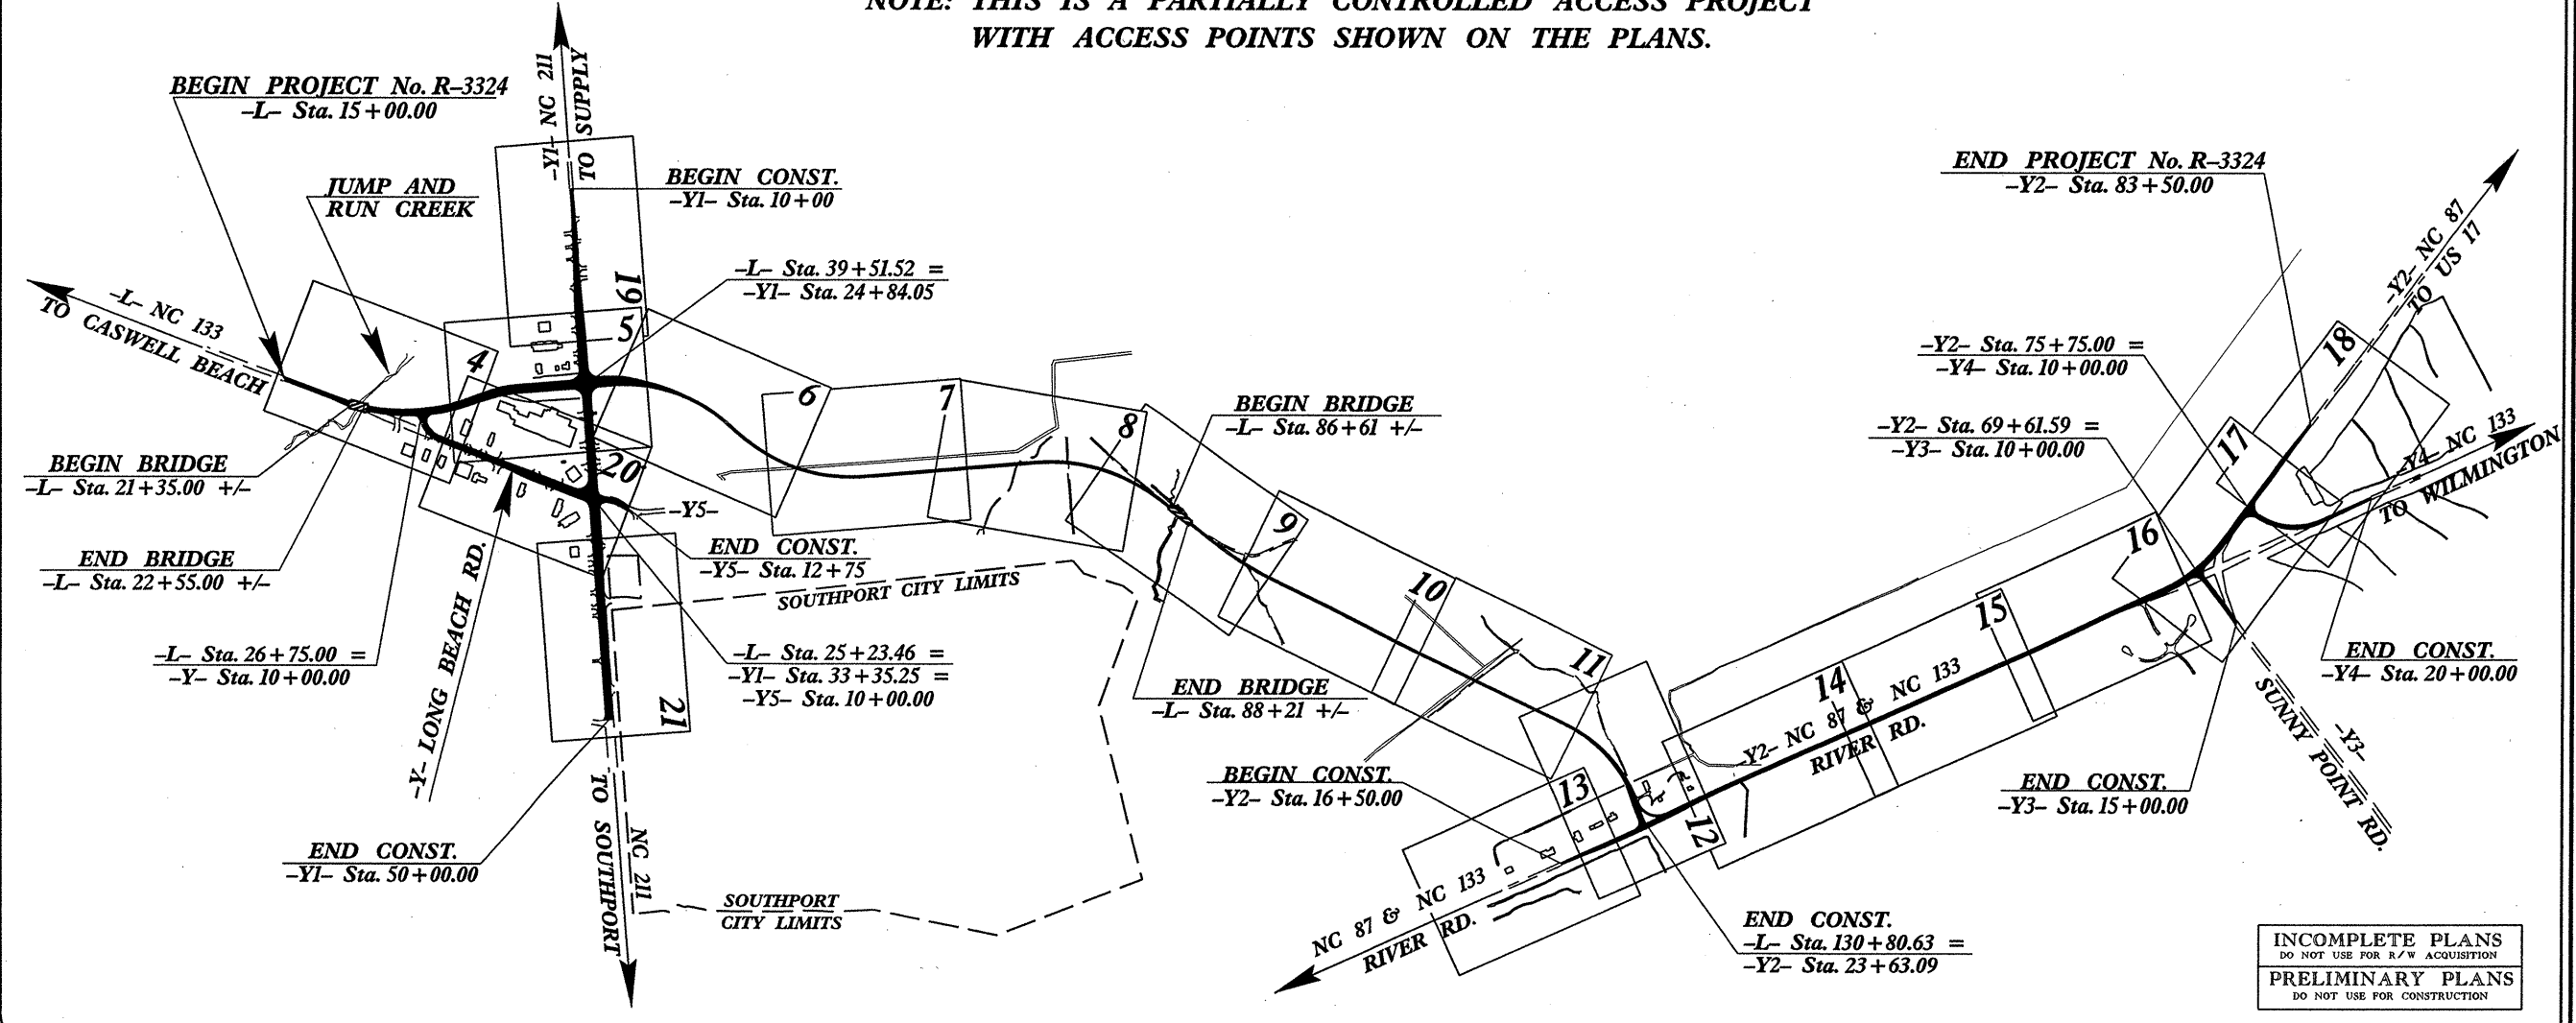 NOTE: THIS IS A PARTIALLY CONTROLLED ACCESS PROJECT
WITH ACCESS POINTS SHOWN ON THE PLANS.
BEGIN PROJECT No. R-3324
-L- Sta. 15+00.00
JUMP AND
RUN CREEK
-Y1- NC 211
TO SUPPLY
BEGIN CONST.
-Y1- Sta. 10+00
-L- Sta. 39+51.52 =
-Y1- Sta. 24+84.05
-L- NC 133
TO CASWELL BEACH
4
5
19
20
21
6
7
8
9
10
11
12
13
14
15
16
17
18
BEGIN BRIDGE
-L- Sta. 21+35.00 +/-
END BRIDGE
-L- Sta. 22+55.00 +/-
-L- Sta. 26+75.00 =
-Y- Sta. 10+00.00
-Y- LONG BEACH RD.
-Y5-
END CONST.
-Y5- Sta. 12+75
SOUTHPORT CITY LIMITS
-L- Sta. 25+23.46 =
-Y1- Sta. 33+35.25 =
-Y5- Sta. 10+00.00
END CONST.
-Y1- Sta. 50+00.00
TO SOUTHPORT
NC 211
SOUTHPORT
CITY LIMITS
BEGIN BRIDGE
-L- Sta. 86+61 +/-
END BRIDGE
-L- Sta. 88+21 +/-
BEGIN CONST.
-Y2- Sta. 16+50.00
NC 87 & NC 133
RIVER RD.
END CONST.
-L- Sta. 130+80.63 =
-Y2- Sta. 23+63.09
-Y2- NC 87 & NC 133
RIVER RD.
END PROJECT No. R-3324
-Y2- Sta. 83+50.00
-Y2- Sta. 75+75.00 =
-Y4- Sta. 10+00.00
-Y2- Sta. 69+61.59 =
-Y3- Sta. 10+00.00
-Y2- NC 87
TO US 17
-Y4- NC 133
TO WILMINGTON
END CONST.
-Y4- Sta. 20+00.00
-Y3-
SUNNY POINT RD.
END CONST.
-Y3- Sta. 15+00.00
INCOMPLETE PLANS
DO NOT USE FOR R/W ACQUISITION
PRELIMINARY PLANS
DO NOT USE FOR CONSTRUCTION